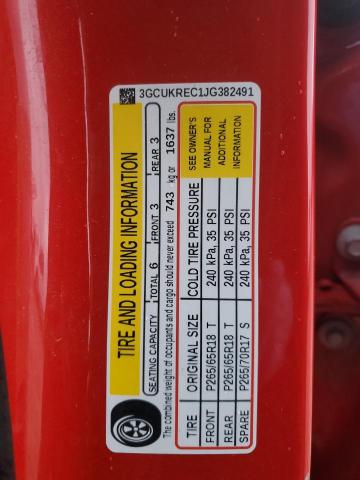 3GCUKREC1JG382491
TIRE AND LOADING INFORMATION
SEATING CAPACITY TOTAL 6 FRONT 3 REAR 3
The combined weight of occupants and cargo should never exceed 743 kg or 1637 lbs.
TIRE ORIGINAL SIZE COLD TIRE PRESSURE SEE OWNER'S
FRONT P265/65R18 T 240 kPa, 35 PSI MANUAL FOR
REAR P265/65R18 T 240 kPa, 35 PSI ADDITIONAL
SPARE P265/70R17 S 240 kPa, 35 PSI INFORMATION